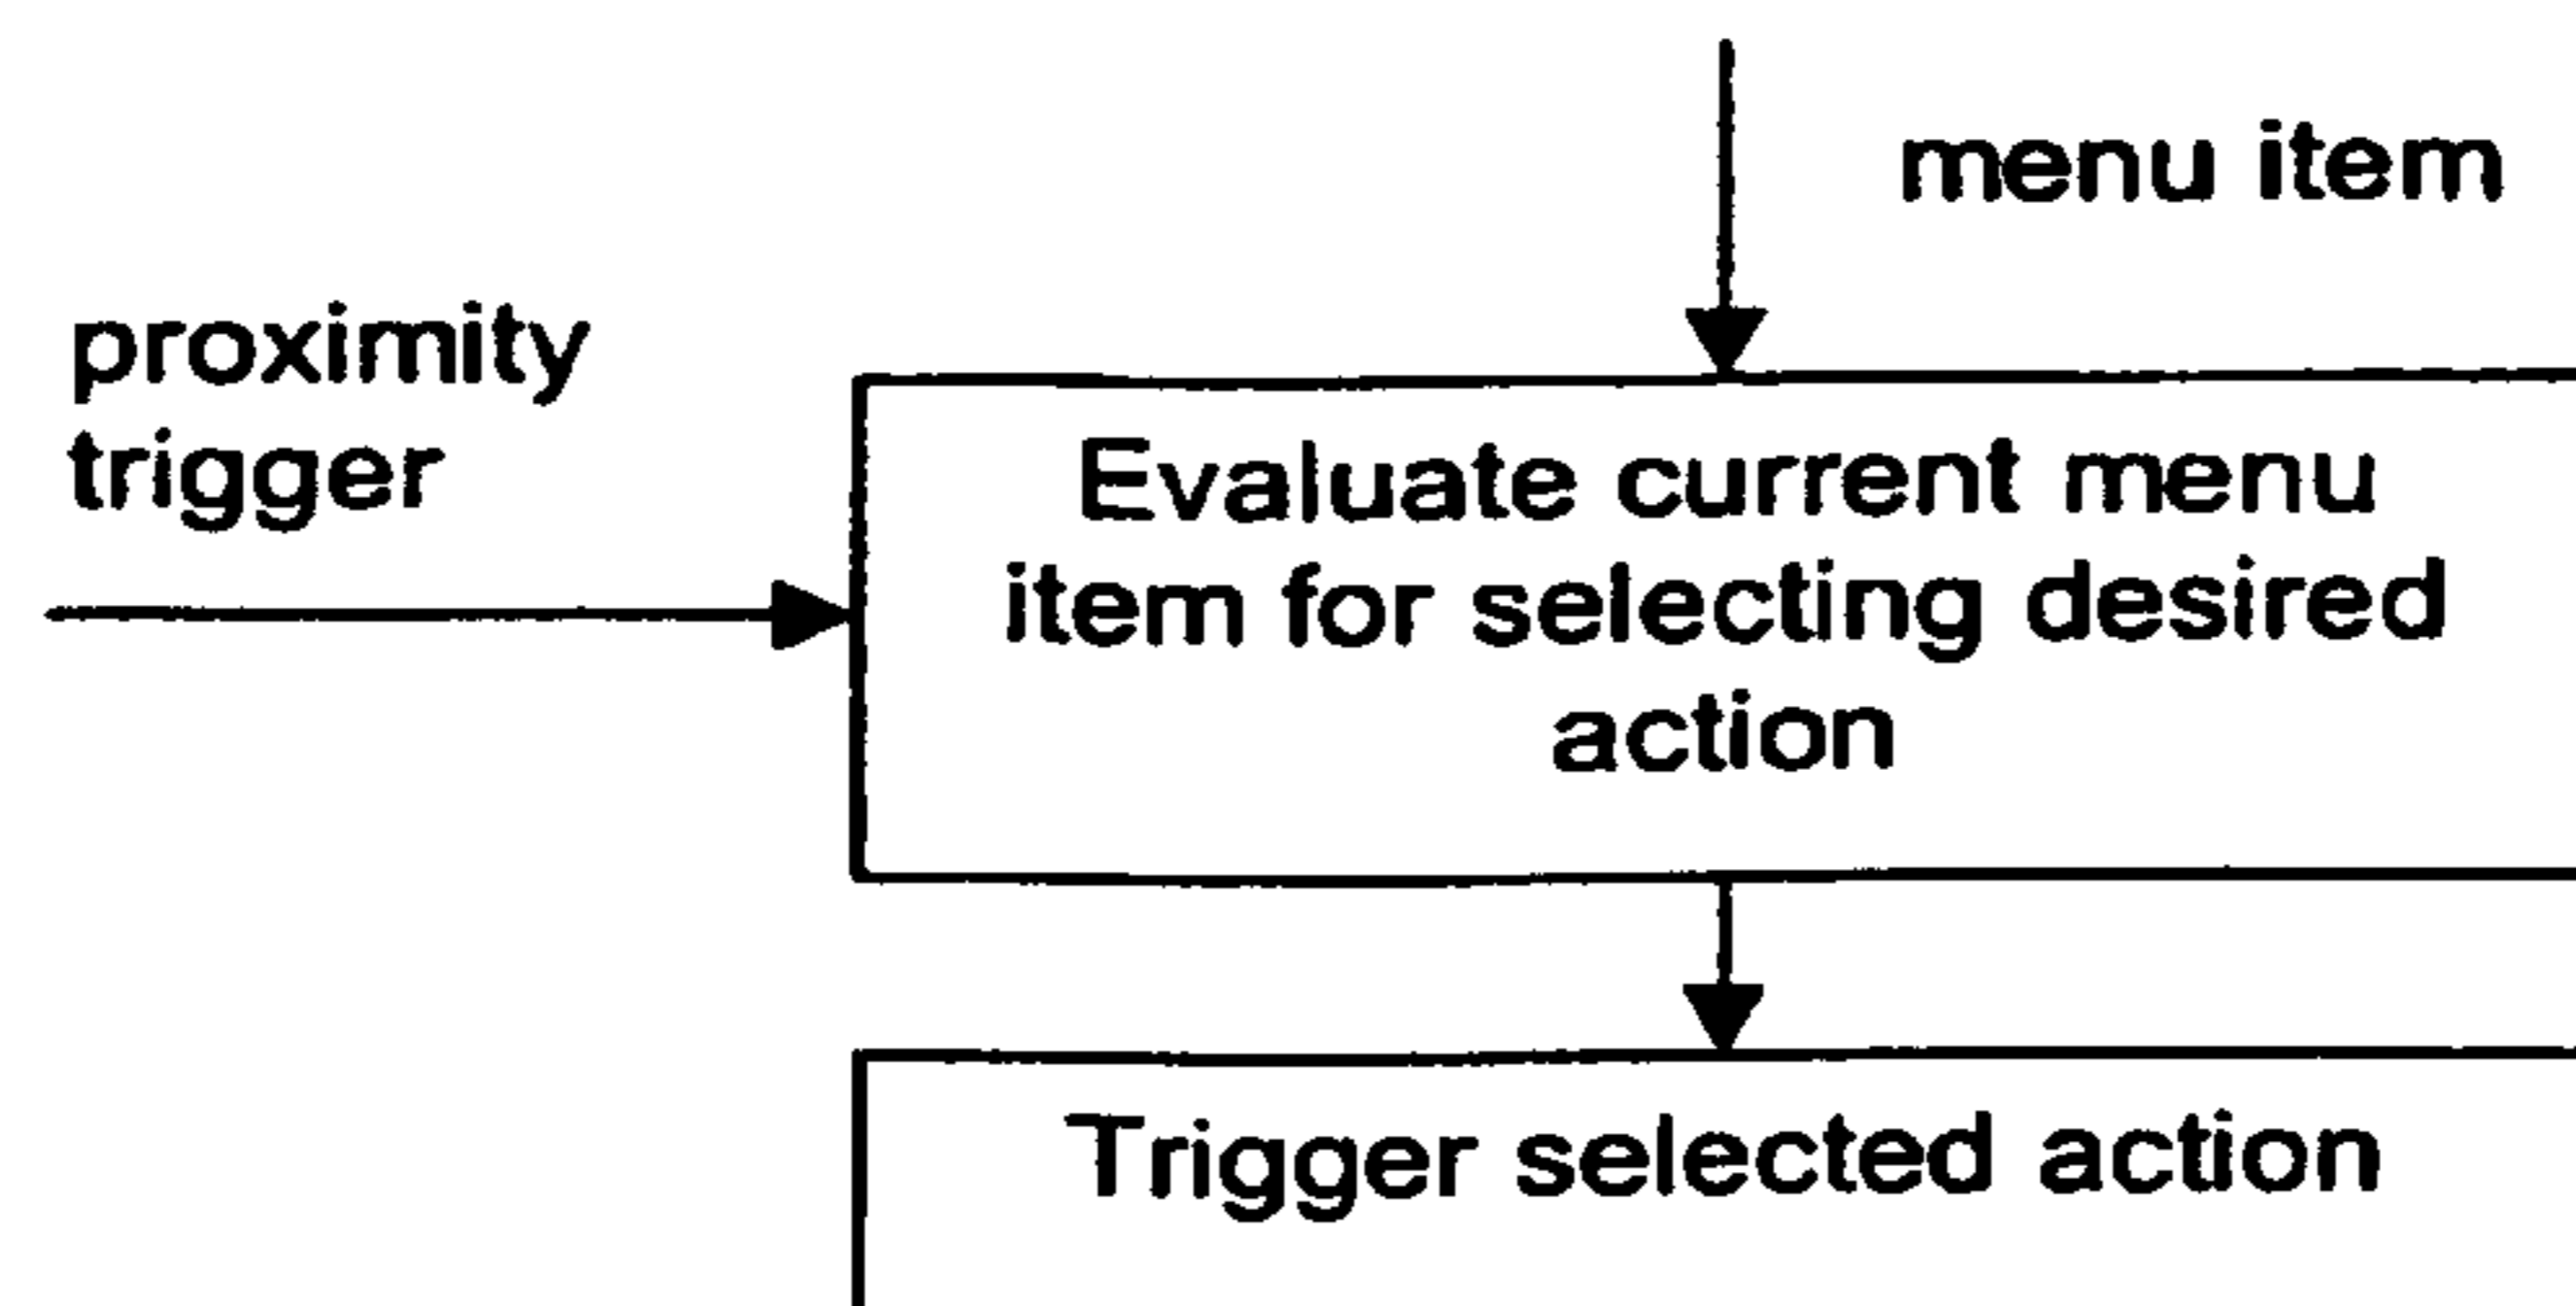 menu item
proximity
trigger
Evaluate current menu
item for selecting desired
action
Trigger selected action